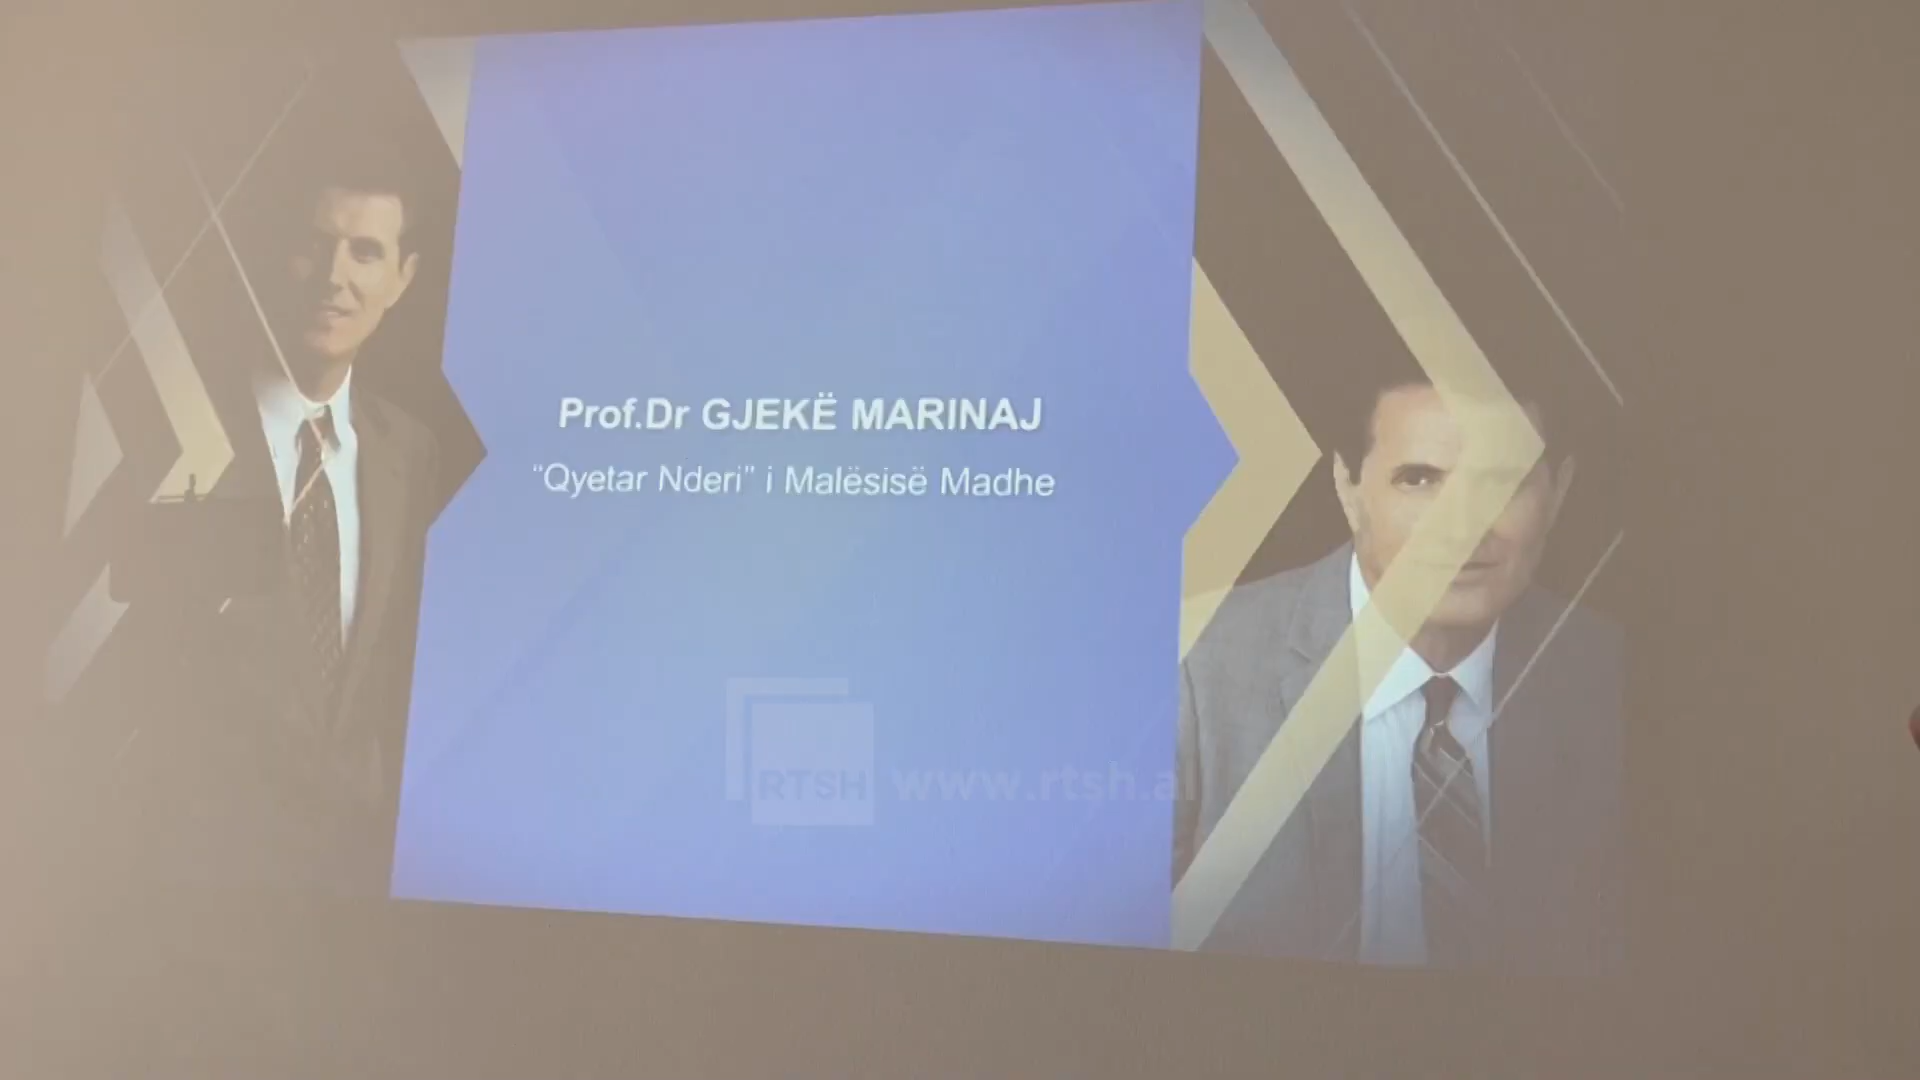 Prof.Dr GJEKË MARINAJ
“Qyetar Nderi” i Malësisë Madhe
RTSH www.rtsh.al